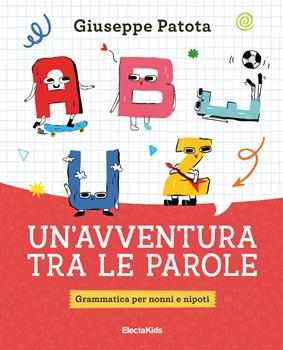 Giuseppe Patota
A B
U Z
UN'AVVENTURA
TRA LE PAROLE
Grammatica per nonni e nipoti
ElectaKids